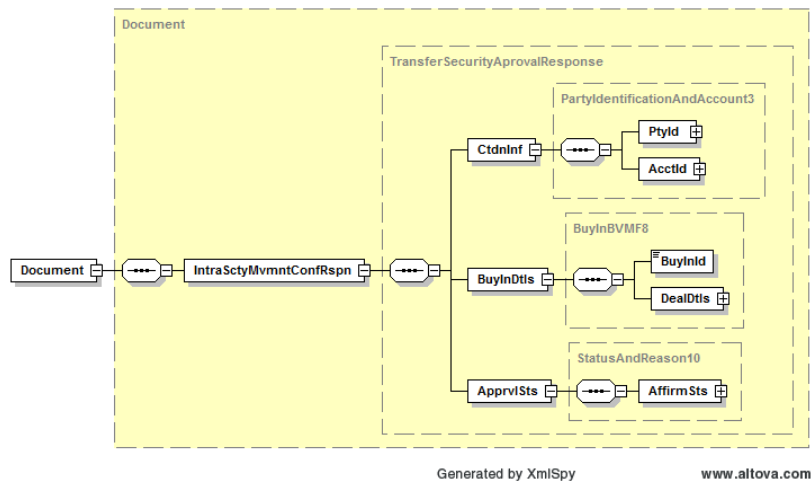 Document
TransferSecurityAprovalResponse
PartyIdentificationAndAccount3
PtyId
CtdnInf
AcctId
BuyInBVMF8
BuyInId
Document
IntraSctyMvmntConfRspn
BuyInDtls
DealDtls
StatusAndReason10
ApprvlSts
AffirmSts
Generated by XmlSpy
www.altova.com